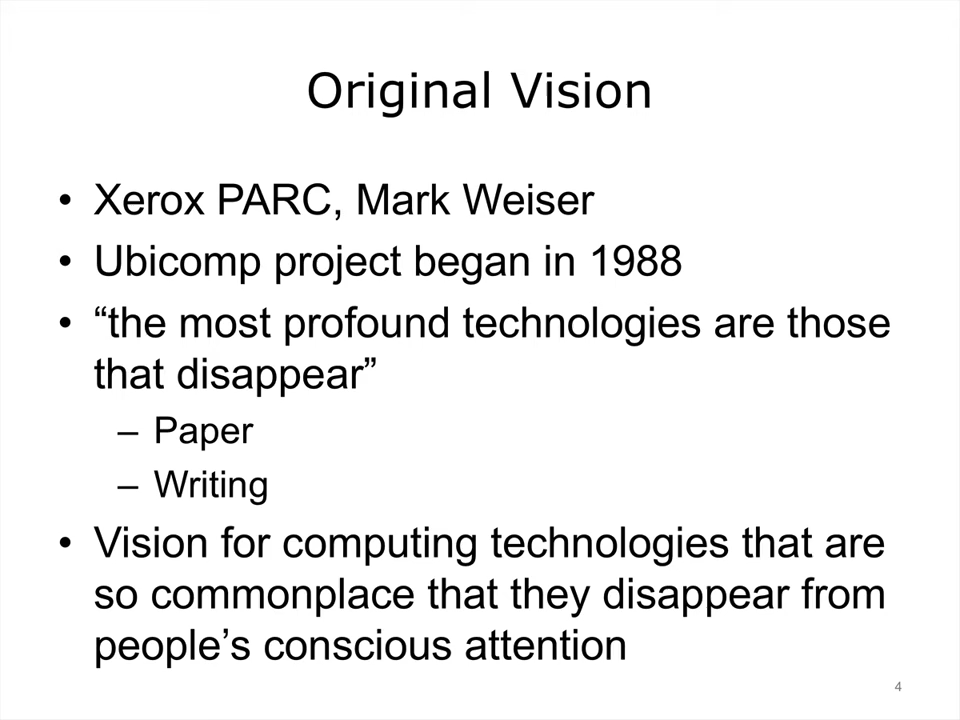 Original Vision
• Xerox PARC, Mark Weiser
• Ubicomp project began in 1988
• “the most profound technologies are those
that disappear”
– Paper
– Writing
• Vision for computing technologies that are
so commonplace that they disappear from
people’s conscious attention
4